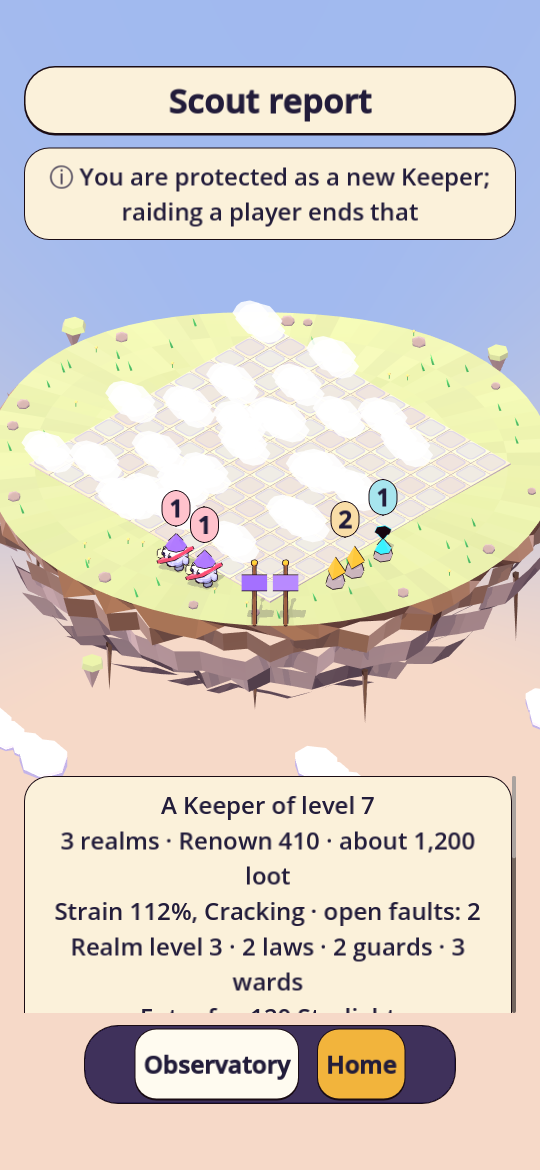 Scout report
ⓘ You are protected as a new Keeper;
raiding a player ends that
1
1
2
1
A Keeper of level 7
3 realms · Renown 410 · about 1,200
loot
Strain 112%, Cracking · open faults: 2
Realm level 3 · 2 laws · 2 guards · 3
wards
Observatory
Home